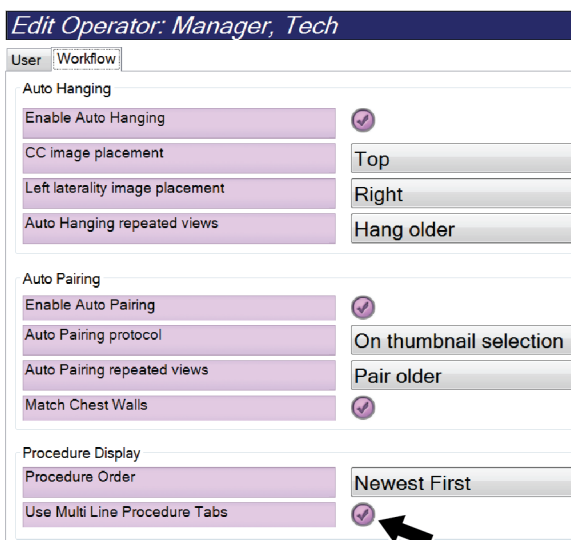 Edit Operator: Manager, Tech
User Workflow
Auto Hanging
Enable Auto Hanging
CC image placement Top
Left laterality image placement Right
Auto Hanging repeated views Hang older
Auto Pairing
Enable Auto Pairing
Auto Pairing protocol On thumbnail selection
Auto Pairing repeated views Pair older
Match Chest Walls
Procedure Display
Procedure Order Newest First
Use Multi Line Procedure Tabs